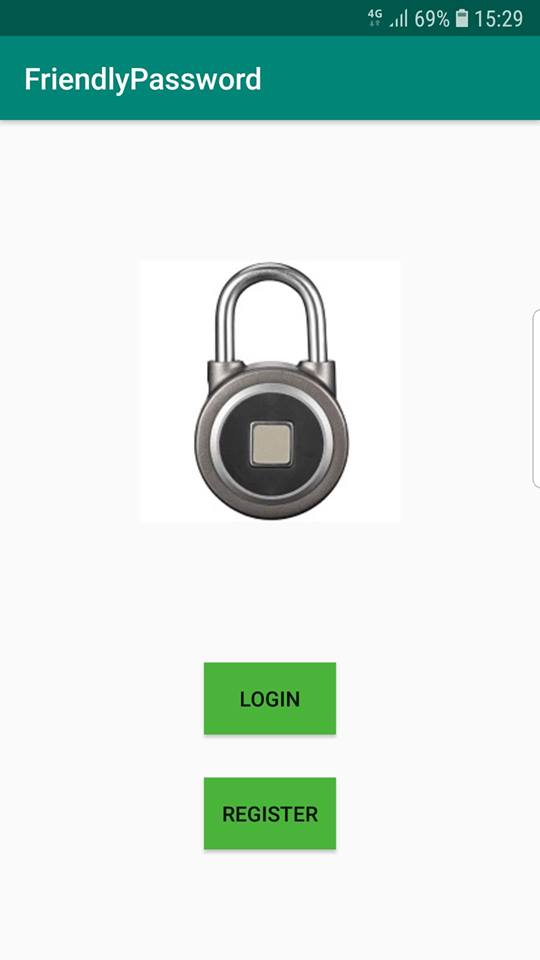 4G 69% 15:29
FriendlyPassword
LOGIN
REGISTER